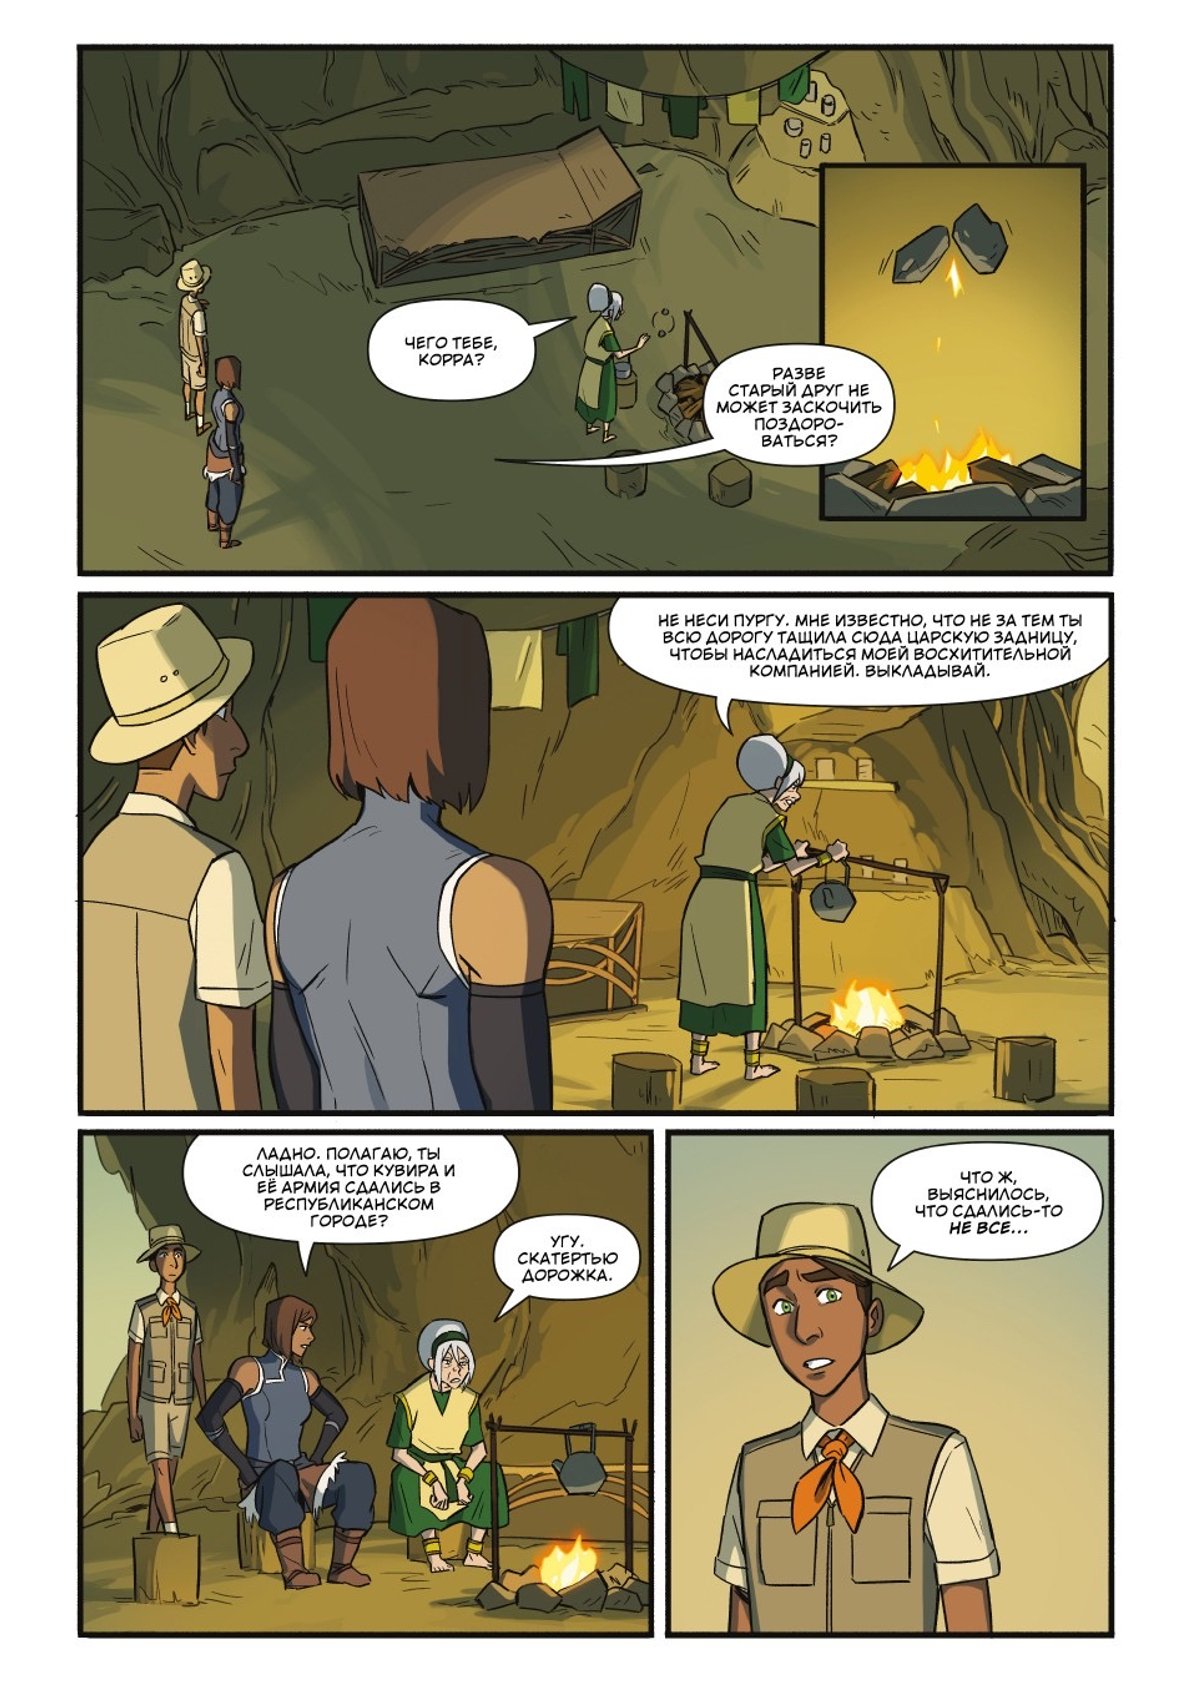 ЧЕГО ТЕБЕ,
КОРРА?
РАЗВЕ
СТАРЫЙ ДРУГ НЕ
МОЖЕТ ЗАСКОЧИТЬ
ПОЗДОРО-
ВАТЬСЯ?
НЕ НЕСИ ПУРГУ. МНЕ ИЗВЕСТНО, ЧТО НЕ ЗА ТЕМ ТЫ
ВСЮ ДОРОГУ ТАЩИЛА СЮДА ЦАРСКУЮ ЗАДНИЦУ,
ЧТОБЫ НАСЛАДИТЬСЯ МОЕЙ ВОСХИТИТЕЛЬНОЙ
КОМПАНИЕЙ. ВЫКЛАДЫВАЙ.
ЛАДНО. ПОЛАГАЮ, ТЫ
СЛЫШАЛА, ЧТО КУВИРА И
ЕЁ АРМИЯ СДАЛИСЬ В
РЕСПУБЛИКАНСКОМ
ГОРОДЕ?
УГУ.
СКАТЕРТЬЮ
ДОРОЖКА.
ЧТО Ж,
ВЫЯСНИЛОСЬ,
ЧТО СДАЛИСЬ-ТО
НЕ ВСЕ...